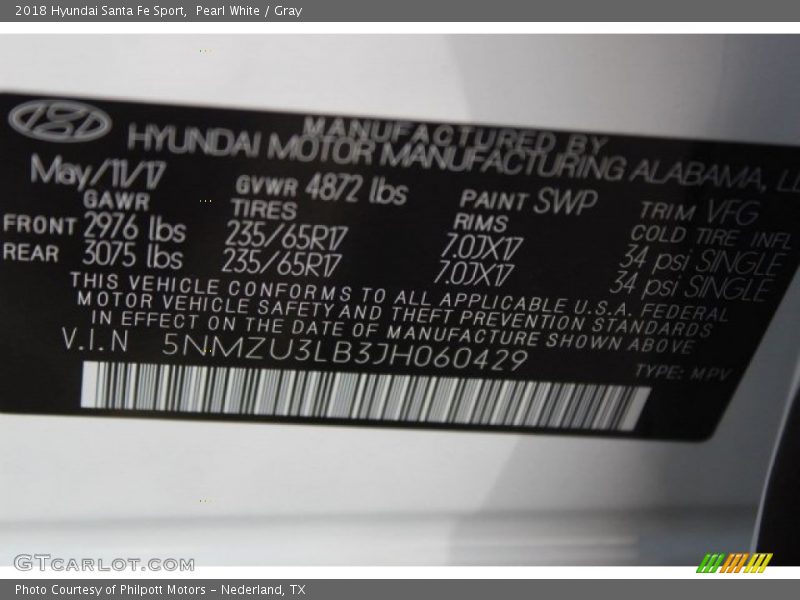 2018 Hyundai Santa Fe Sport, Pearl White / Gray
MANUFACTURED BY
HYUNDAI MOTOR MANUFACTURING ALABAMA, LL
May/11/17 GVWR 4872 lbs PAINT SWP TRIM VFG
GAWR TIRES RIMS COLD TIRE INFL
FRONT 2976 lbs 235/65R17 7.0JX17 34 psi SINGLE
REAR 3075 lbs 235/65R17 7.0JX17 34 psi SINGLE
THIS VEHICLE CONFORMS TO ALL APPLICABLE U.S.A. FEDERAL
MOTOR VEHICLE SAFETY AND THEFT PREVENTION STANDARDS
IN EFFECT ON THE DATE OF MANUFACTURE SHOWN ABOVE
V.I.N 5NMZU3LB3JH060429
TYPE: MPV
GTCARLOT.COM
Photo Courtesy of Philpott Motors - Nederland, TX